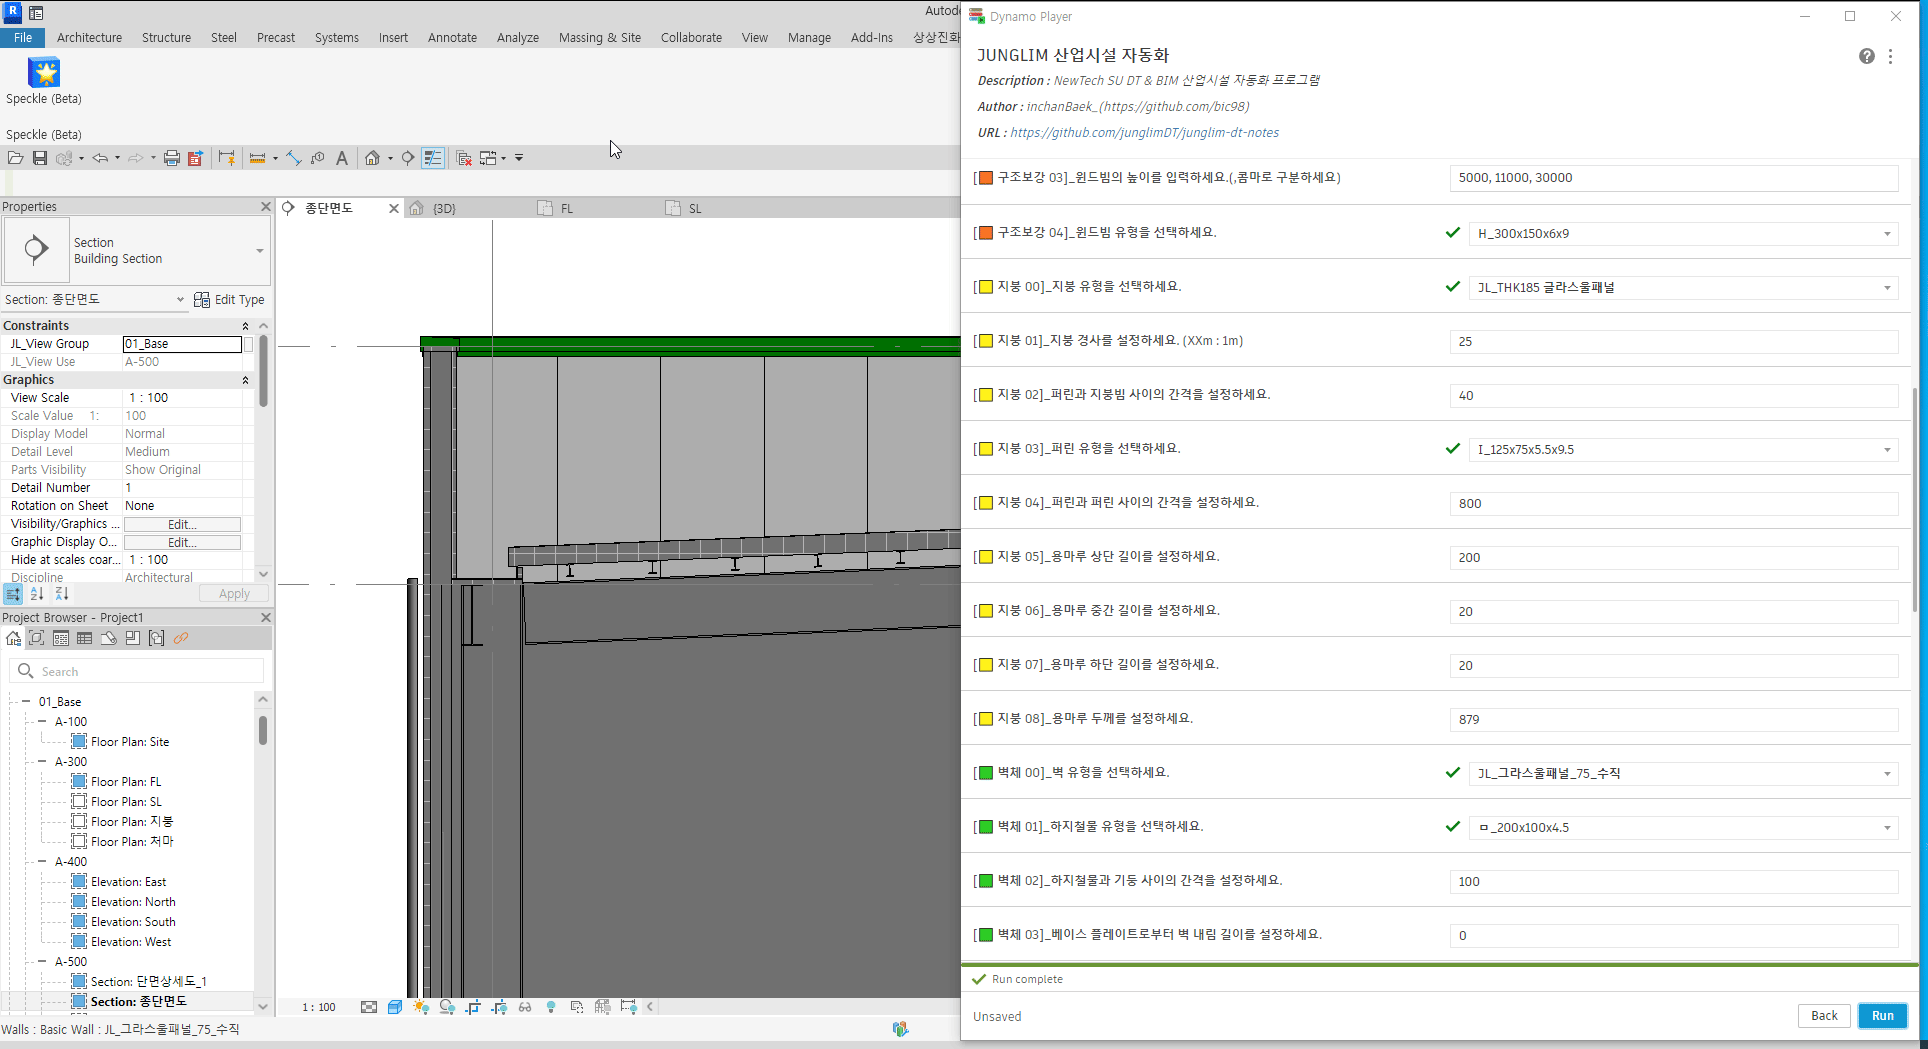 R
Autode
File Architecture Structure Steel Precast Systems Insert Annotate Analyze Massing & Site Collaborate View Manage Add-Ins 상상진화
Speckle (Beta)
Speckle (Beta)
Properties
Section
Building Section
Section: 종단면도
Edit Type
Constraints
JL_View Group 01_Base
JL_View Use A-500
Graphics
View Scale 1 : 100
Scale Value 1: 100
Display Model Normal
Detail Level Medium
Parts Visibility Show Original
Detail Number 1
Rotation on Sheet None
Visibility/Graphics ... Edit...
Graphic Display O... Edit...
Hide at scales coar... 1 : 100
Discipline Architectural
Apply
Project Browser - Project1
Search
01_Base
A-100
Floor Plan: Site
A-300
Floor Plan: FL
Floor Plan: SL
Floor Plan: 지붕
Floor Plan: 처마
A-400
Elevation: East
Elevation: North
Elevation: South
Elevation: West
A-500
Section: 단면상세도_1
Section: 종단면도
Walls : Basic Wall : JL_그라스울패널_75_수직
종단면도
{3D}
FL
SL
1 : 100
Dynamo Player
JUNGLIM 산업시설 자동화
Description : NewTech SU DT & BIM 산업시설 자동화 프로그램
Author : inchanBaek_(https://github.com/bic98)
URL : https://github.com/junglimDT/junglim-dt-notes
[🟧 구조보강 03]_윈드빔의 높이를 입력하세요.(,콤마로 구분하세요) 5000, 11000, 30000
[🟧 구조보강 04]_윈드빔 유형을 선택하세요. H_300x150x6x9
[🟨 지붕 00]_지붕 유형을 선택하세요. JL_THK185 글라스울패널
[🟨 지붕 01]_지붕 경사를 설정하세요. (XXm : 1m) 25
[🟨 지붕 02]_퍼린과 지붕빔 사이의 간격을 설정하세요. 40
[🟨 지붕 03]_퍼린 유형을 선택하세요. I_125x75x5.5x9.5
[🟨 지붕 04]_퍼린과 퍼린 사이의 간격을 설정하세요. 800
[🟨 지붕 05]_용마루 상단 길이를 설정하세요. 200
[🟨 지붕 06]_용마루 중간 길이를 설정하세요. 20
[🟨 지붕 07]_용마루 하단 길이를 설정하세요. 20
[🟨 지붕 08]_용마루 두께를 설정하세요. 879
[🟩 벽체 00]_벽 유형을 선택하세요. JL_그라스울패널_75_수직
[🟩 벽체 01]_하지철물 유형을 선택하세요. ㅁ_200x100x4.5
[🟩 벽체 02]_하지철물과 기둥 사이의 간격을 설정하세요. 100
[🟩 벽체 03]_베이스 플레이트로부터 벽 내림 길이를 설정하세요. 0
Run complete
Unsaved
Back
Run